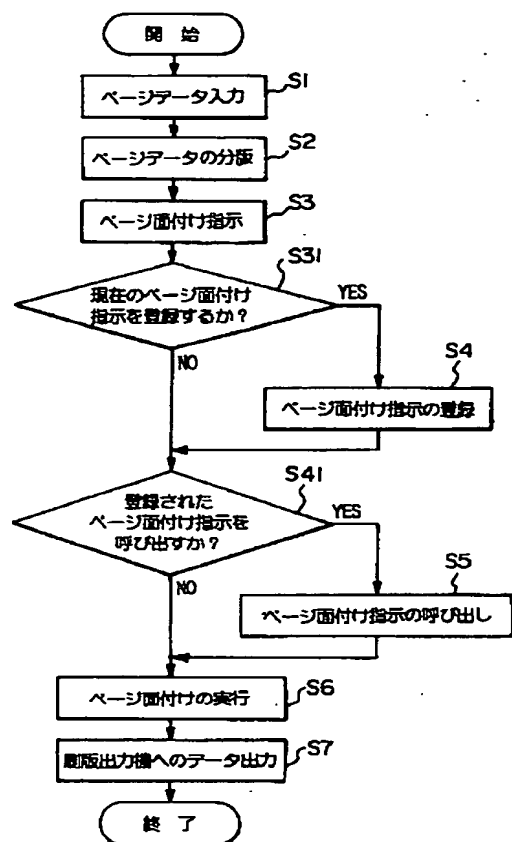 開始
S1
ページデータ入力
S2
ページデータの分版
S3
ページ面付け指示
S31
現在のページ面付け
指示を登録するか?
YES
NO
S4
ページ面付け指示の登録
S41
登録された
ページ面付け指示を
呼び出すか?
YES
NO
S5
ページ面付け指示の呼び出し
S6
ページ面付けの実行
S7
刷版出力機へのデータ出力
終了